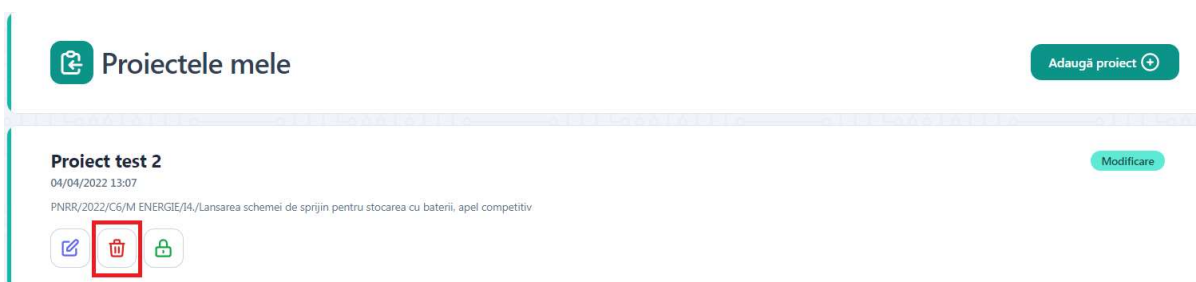 Proiectele mele
Adaugă proiect
Proiect test 2
Modificare
04/04/2022 13:07
PNRR/2022/C6/M ENERGIE/I4./Lansarea schemei de sprijin pentru stocarea cu baterii, apel competitiv